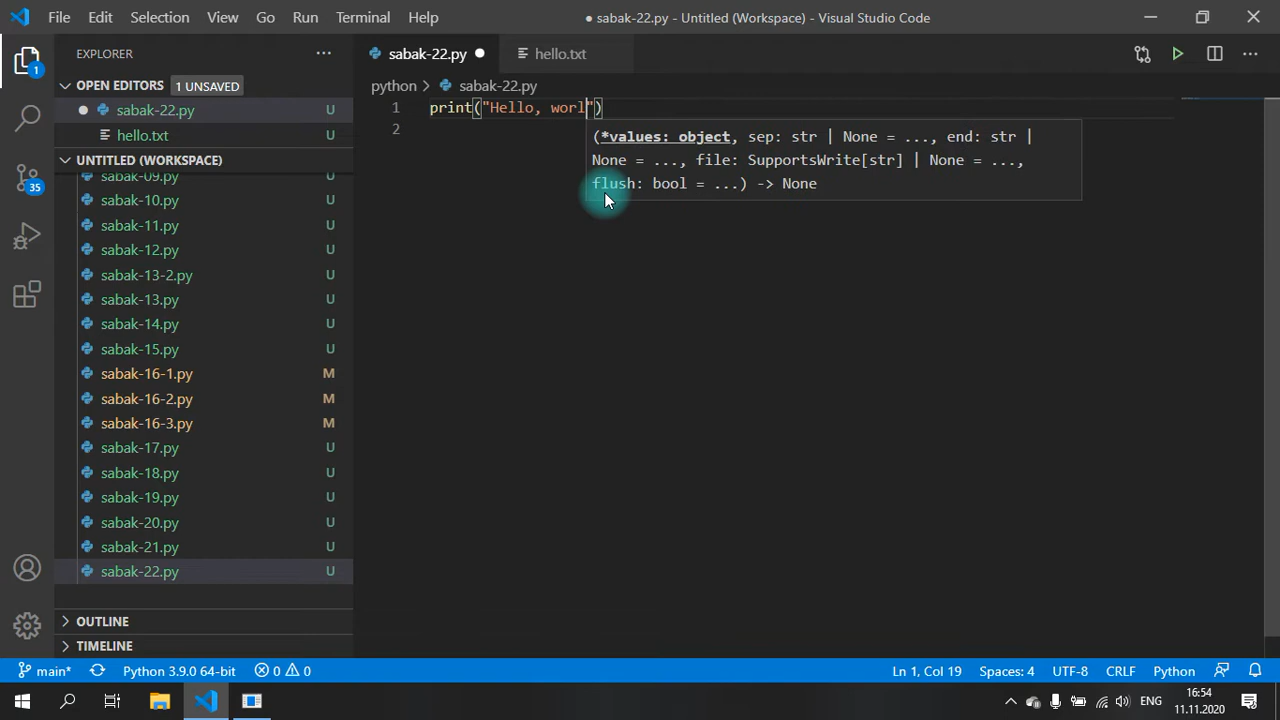 File Edit Selection View Go Run Terminal Help
● sabak-22.py - Untitled (Workspace) - Visual Studio Code
EXPLORER
sabak-22.py
hello.txt
OPEN EDITORS 1 UNSAVED
python > sabak-22.py
sabak-22.py
hello.txt
1 print("Hello, worl")
2
(*values: object, sep: str | None = ..., end: str |
None = ..., file: SupportsWrite[str] | None = ...,
flush: bool = ...) -> None
UNTITLED (WORKSPACE)
sabak-09.py U
sabak-10.py U
sabak-11.py U
sabak-12.py U
sabak-13-2.py U
sabak-13.py U
sabak-14.py U
sabak-15.py U
sabak-16-1.py M
sabak-16-2.py M
sabak-16-3.py M
sabak-17.py U
sabak-18.py U
sabak-19.py U
sabak-20.py U
sabak-21.py U
sabak-22.py U
OUTLINE
TIMELINE
1
35
main* Python 3.9.0 64-bit 0 0 Ln 1, Col 19 Spaces: 4 UTF-8 CRLF Python
ENG
16:54
11.11.2020